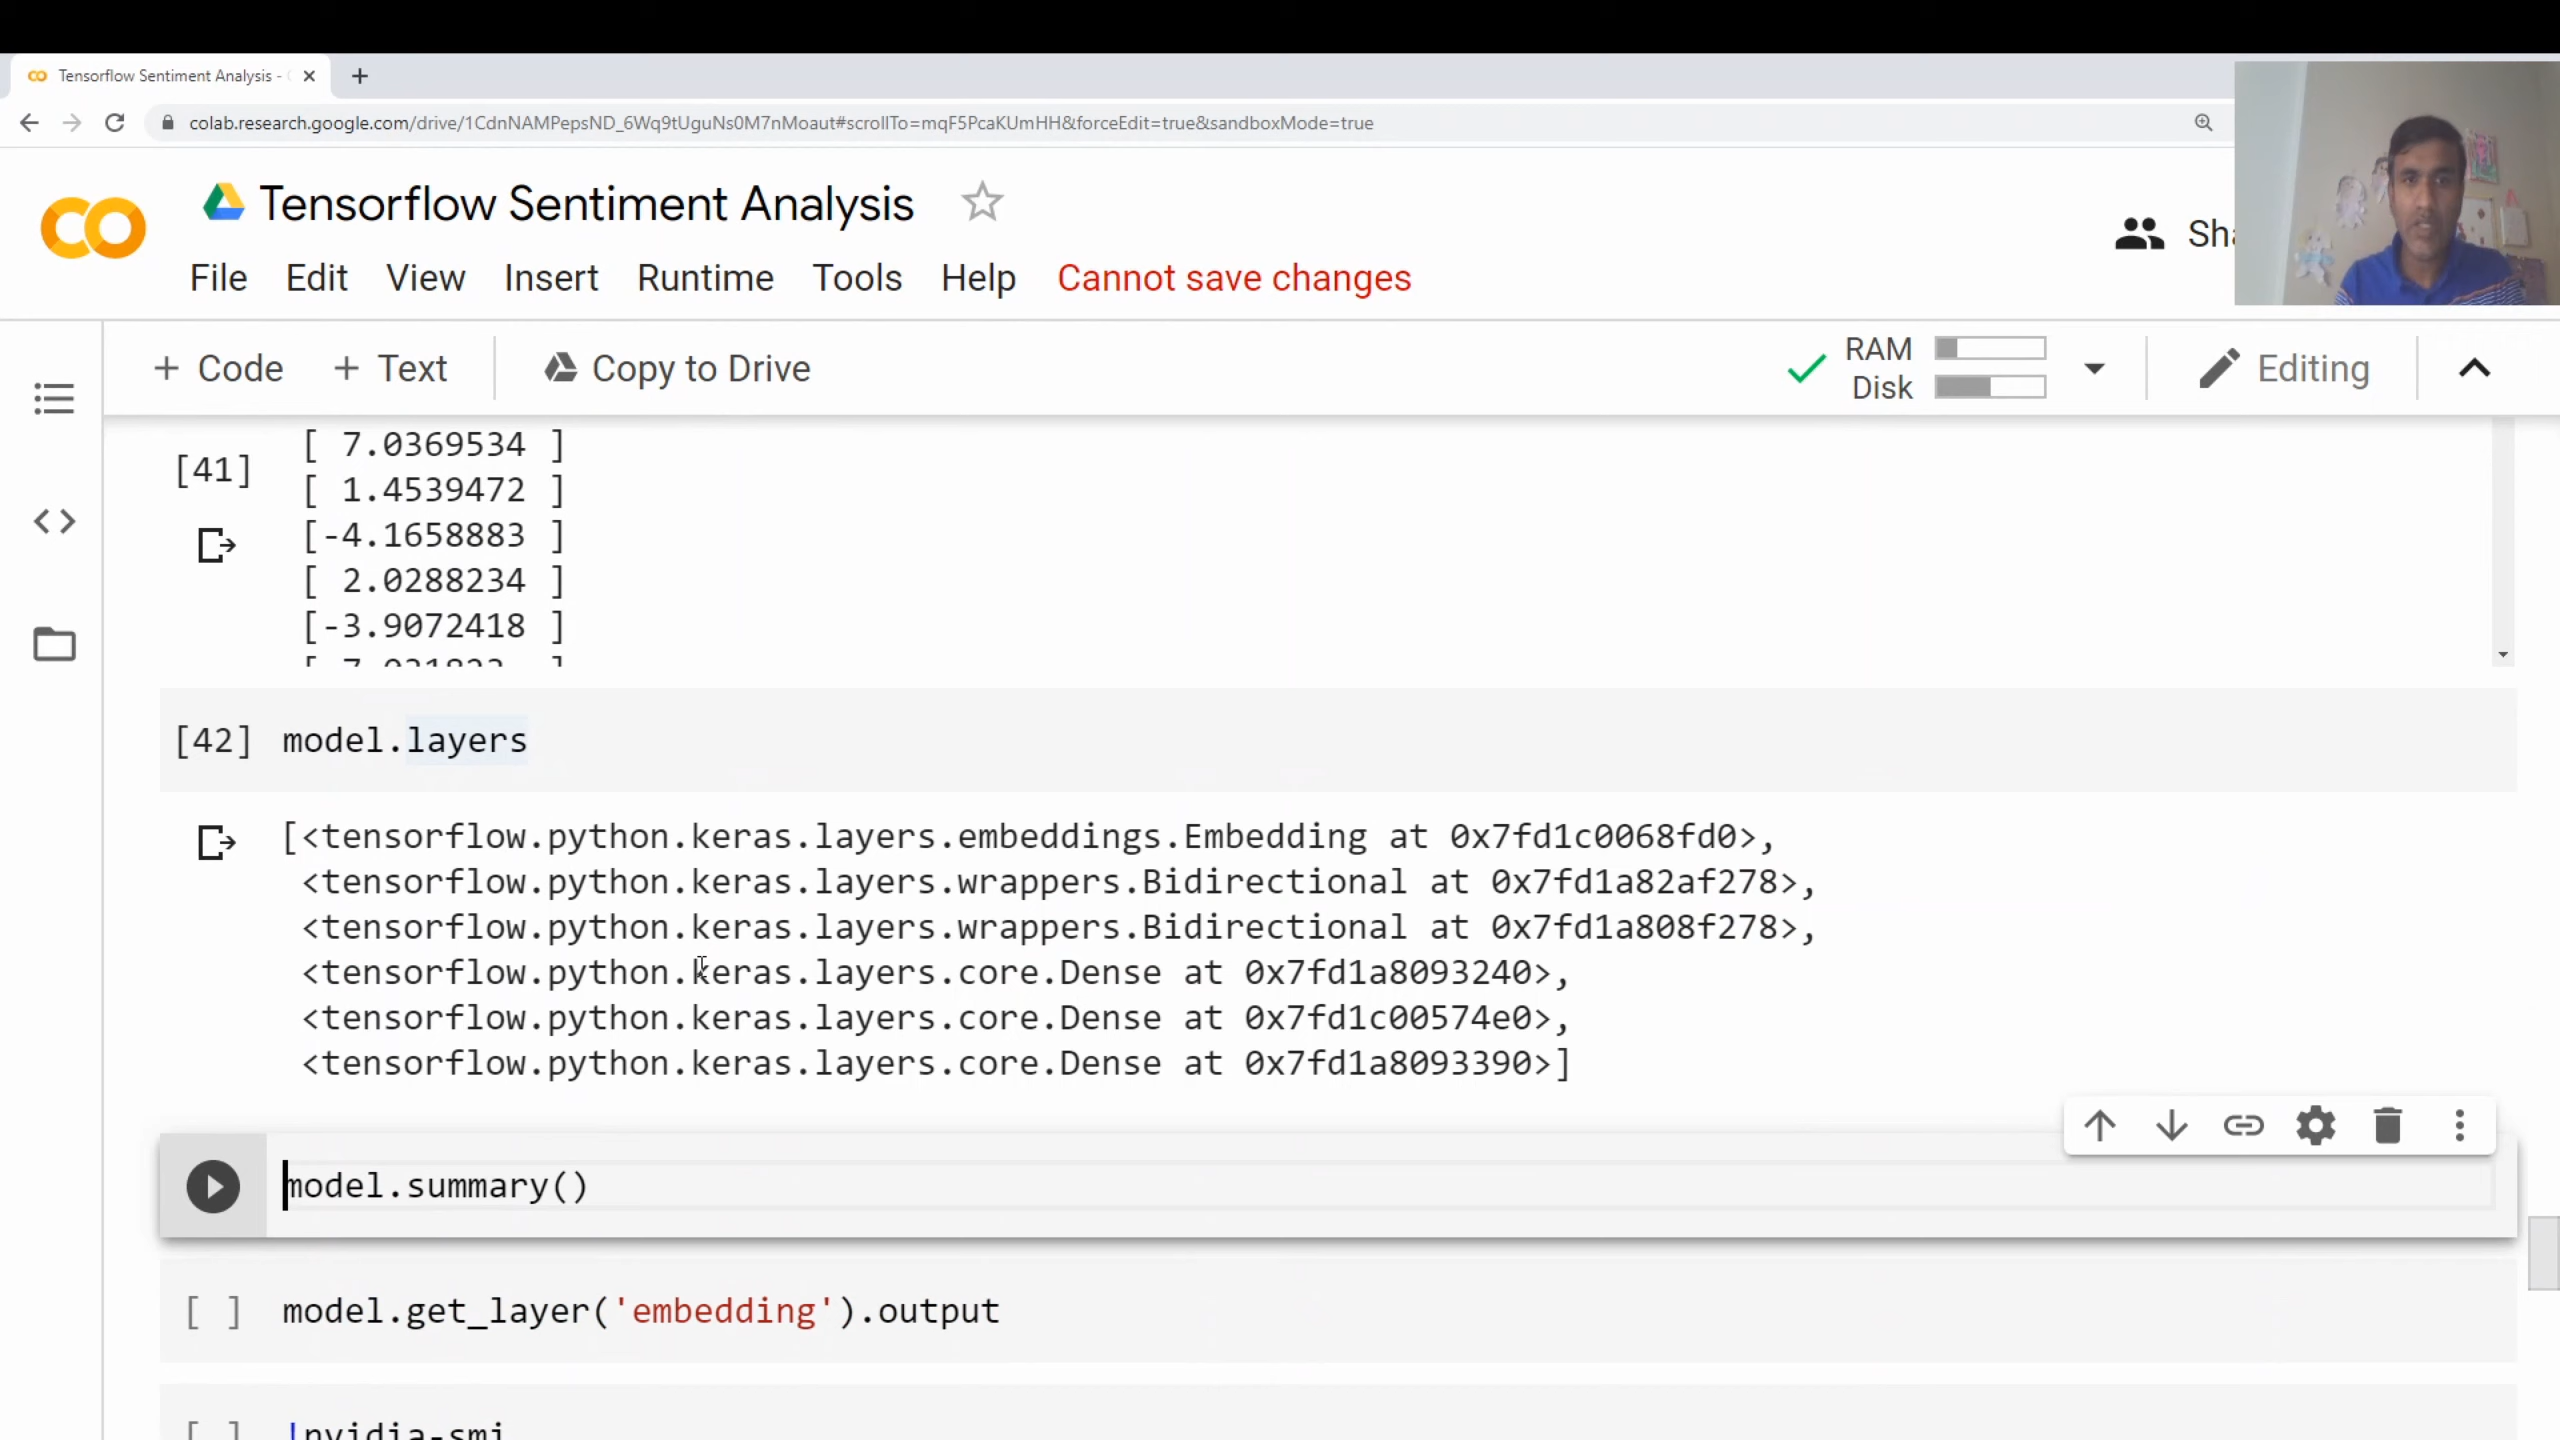 Tensorflow Sentiment Analysis -
colab.research.google.com/drive/1CdnNAMPepsND_6Wq9tUguNs0M7nMoaut#scrollTo=mqF5PcaKUmHH&forceEdit=true&sandboxMode=true
CO Tensorflow Sentiment Analysis
File Edit View Insert Runtime Tools Help Cannot save changes
Sha
+ Code + Text Copy to Drive
RAM
Disk
Editing
[41]
[ 7.0369534 ]
[ 1.4539472 ]
[-4.1658883 ]
[ 2.0288234 ]
[-3.9072418 ]
[ 7.031823 ]
[42] model.layers
[<tensorflow.python.keras.layers.embeddings.Embedding at 0x7fd1c0068fd0>,
<tensorflow.python.keras.layers.wrappers.Bidirectional at 0x7fd1a82af278>,
<tensorflow.python.keras.layers.wrappers.Bidirectional at 0x7fd1a808f278>,
<tensorflow.python.keras.layers.core.Dense at 0x7fd1a8093240>,
<tensorflow.python.keras.layers.core.Dense at 0x7fd1c00574e0>,
<tensorflow.python.keras.layers.core.Dense at 0x7fd1a8093390>]
model.summary()
[ ] model.get_layer('embedding').output
[ ] !nvidia-smi